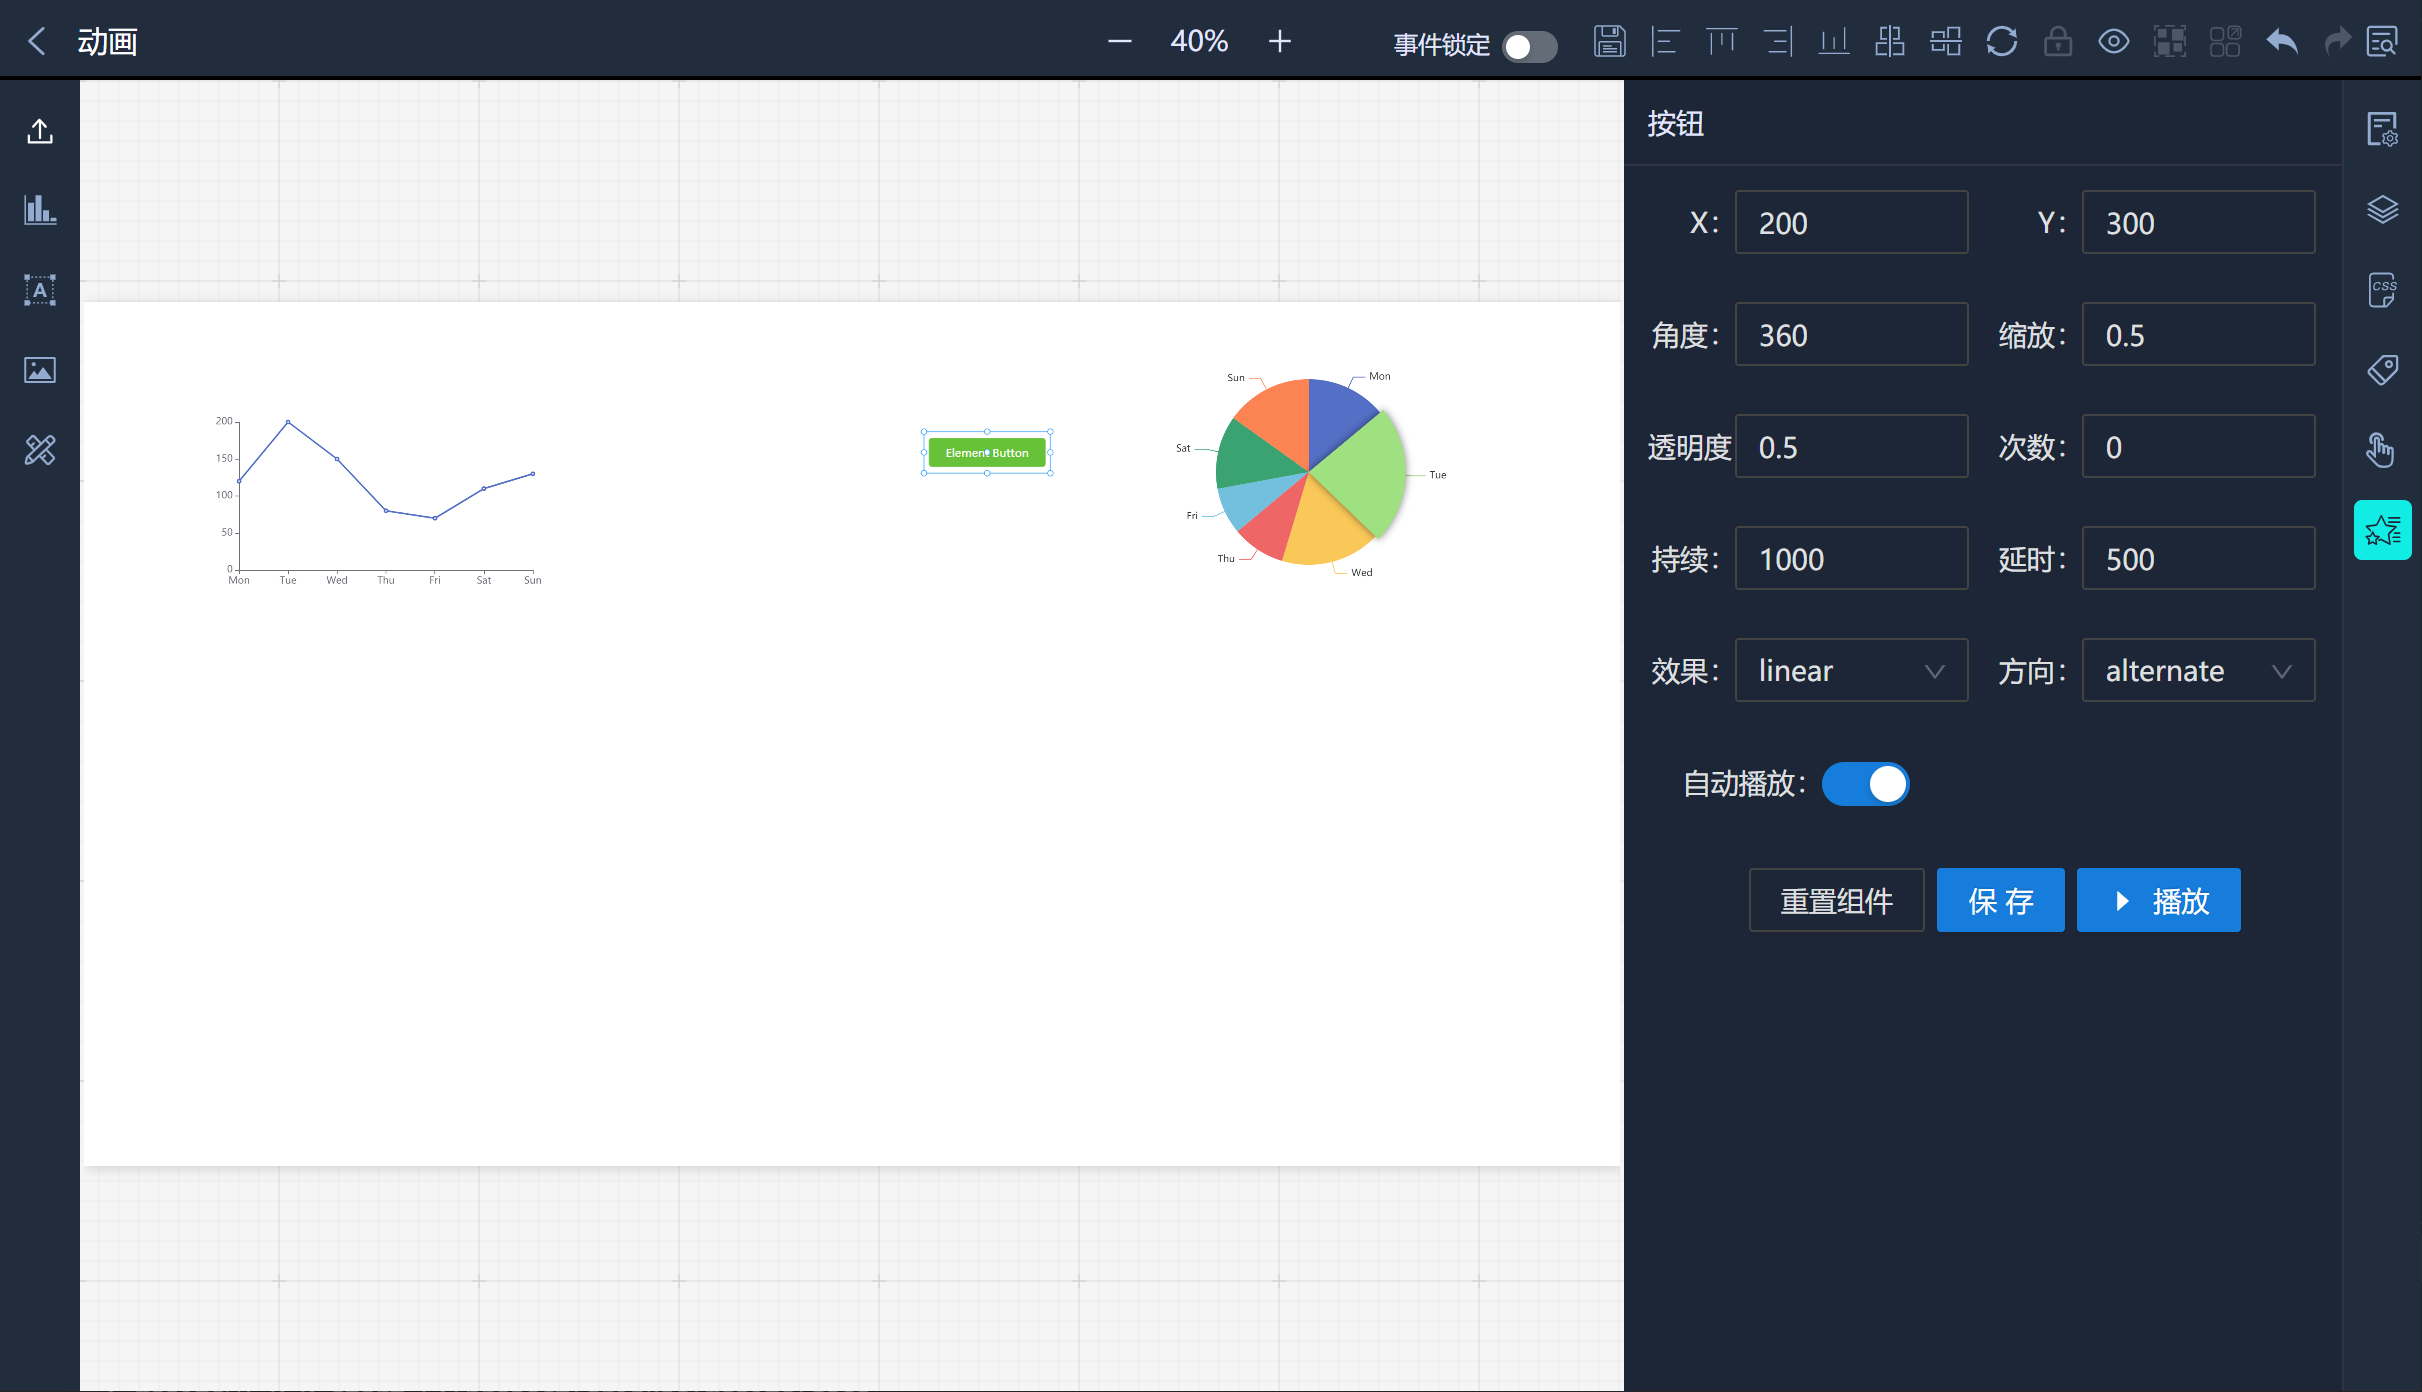 动画
40%
事件锁定
A
CSS
按钮
X:
200
Y:
300
角度:
360
缩放:
0.5
透明度
0.5
次数:
0
持续:
1000
延时:
500
效果:
linear
方向:
alternate
自动播放:
重置组件
保 存
播放
200
150
100
50
0
Mon
Tue
Wed
Thu
Fri
Sat
Sun
Element Button
Sun
Mon
Sat
Tue
Fri
Thu
Wed